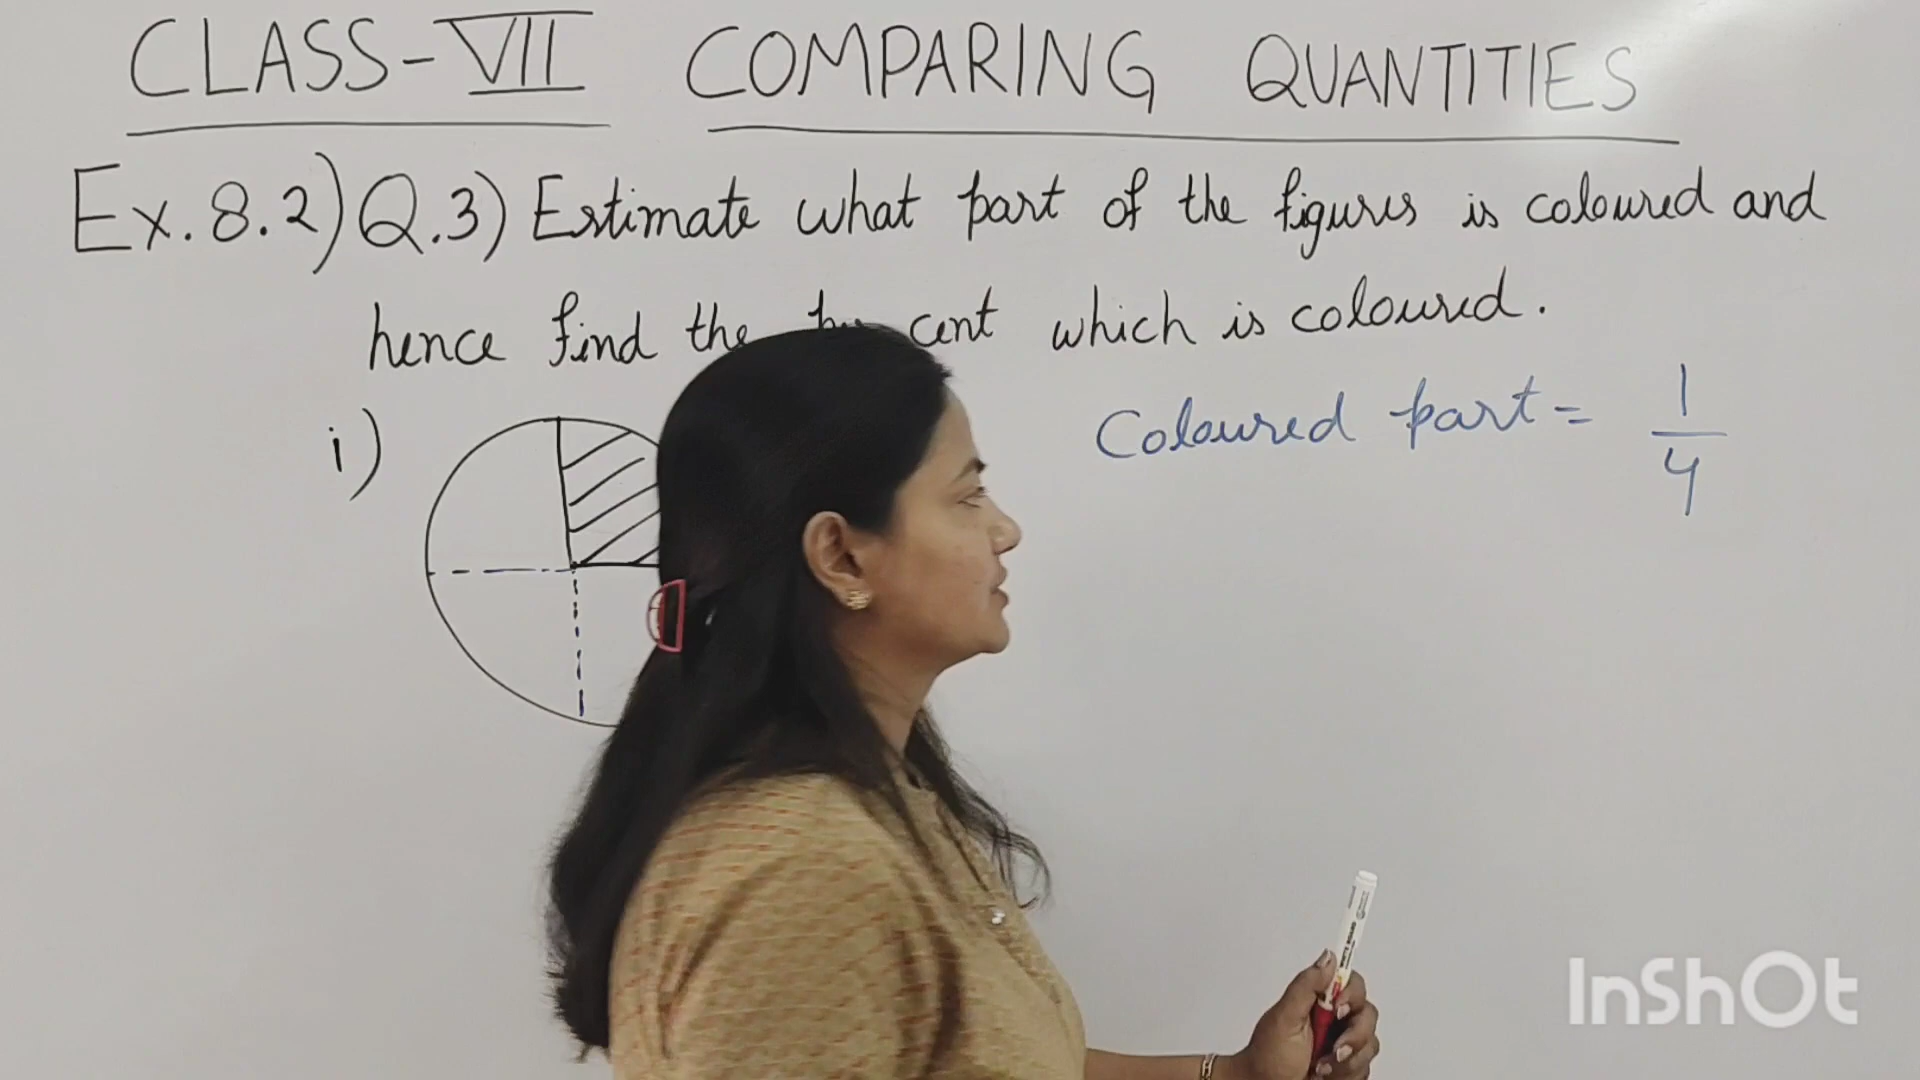 CLASS-VII COMPARING QUANTITIES
Ex.8.2) Q.3) Estimate what part of the figures is coloured and
hence find the cent which is coloured.
i)
Coloured part = 1/4
InShOt